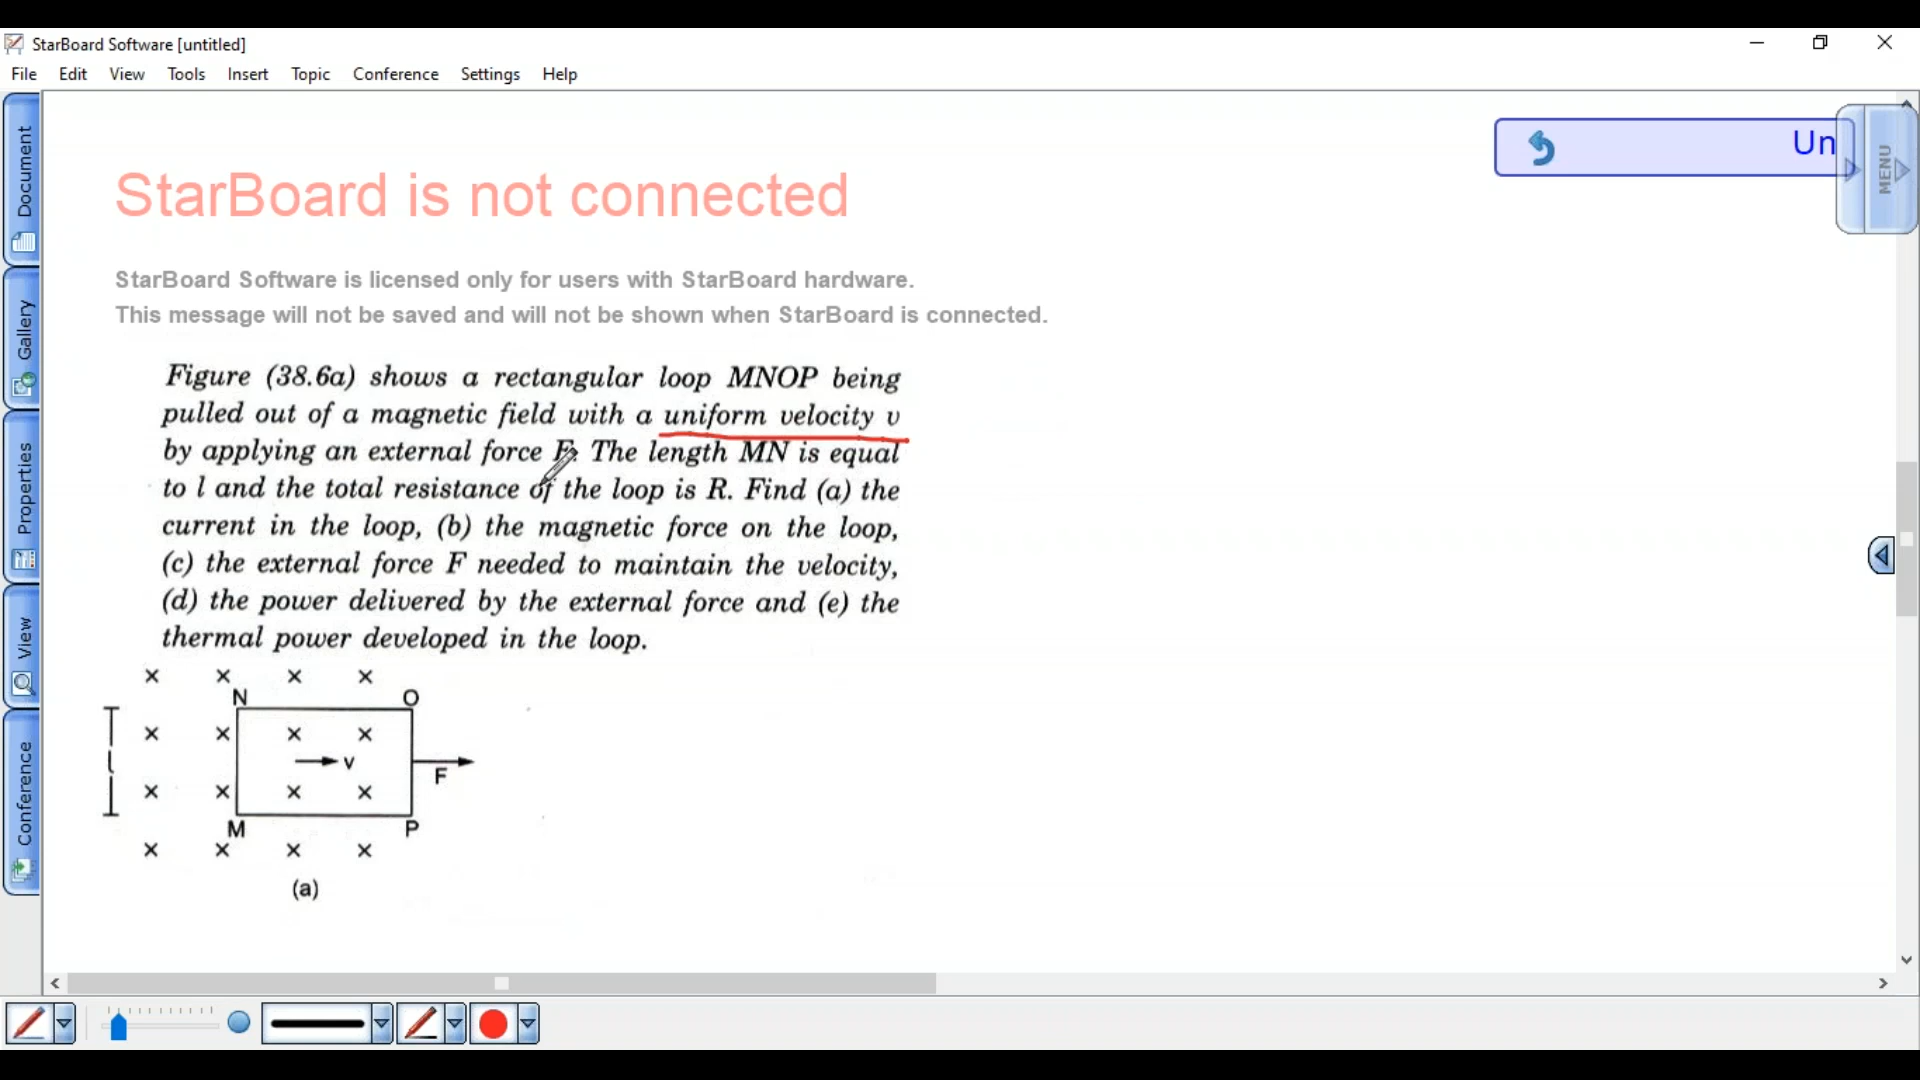 StarBoard Software [untitled]
File Edit View Tools Insert Topic Conference Settings Help
Document
Gallery
Properties
View
Conference
Un
MENU
StarBoard is not connected
StarBoard Software is licensed only for users with StarBoard hardware.
This message will not be saved and will not be shown when StarBoard is connected.
Figure (38.6a) shows a rectangular loop MNOP being
pulled out of a magnetic field with a uniform velocity v
by applying an external force F. The length MN is equal
to l and the total resistance of the loop is R. Find (a) the
current in the loop, (b) the magnetic force on the loop,
(c) the external force F needed to maintain the velocity,
(d) the power delivered by the external force and (e) the
thermal power developed in the loop.
× × × ×
N O
× × × ×
l v F
× × × ×
M P
× × × ×
(a)